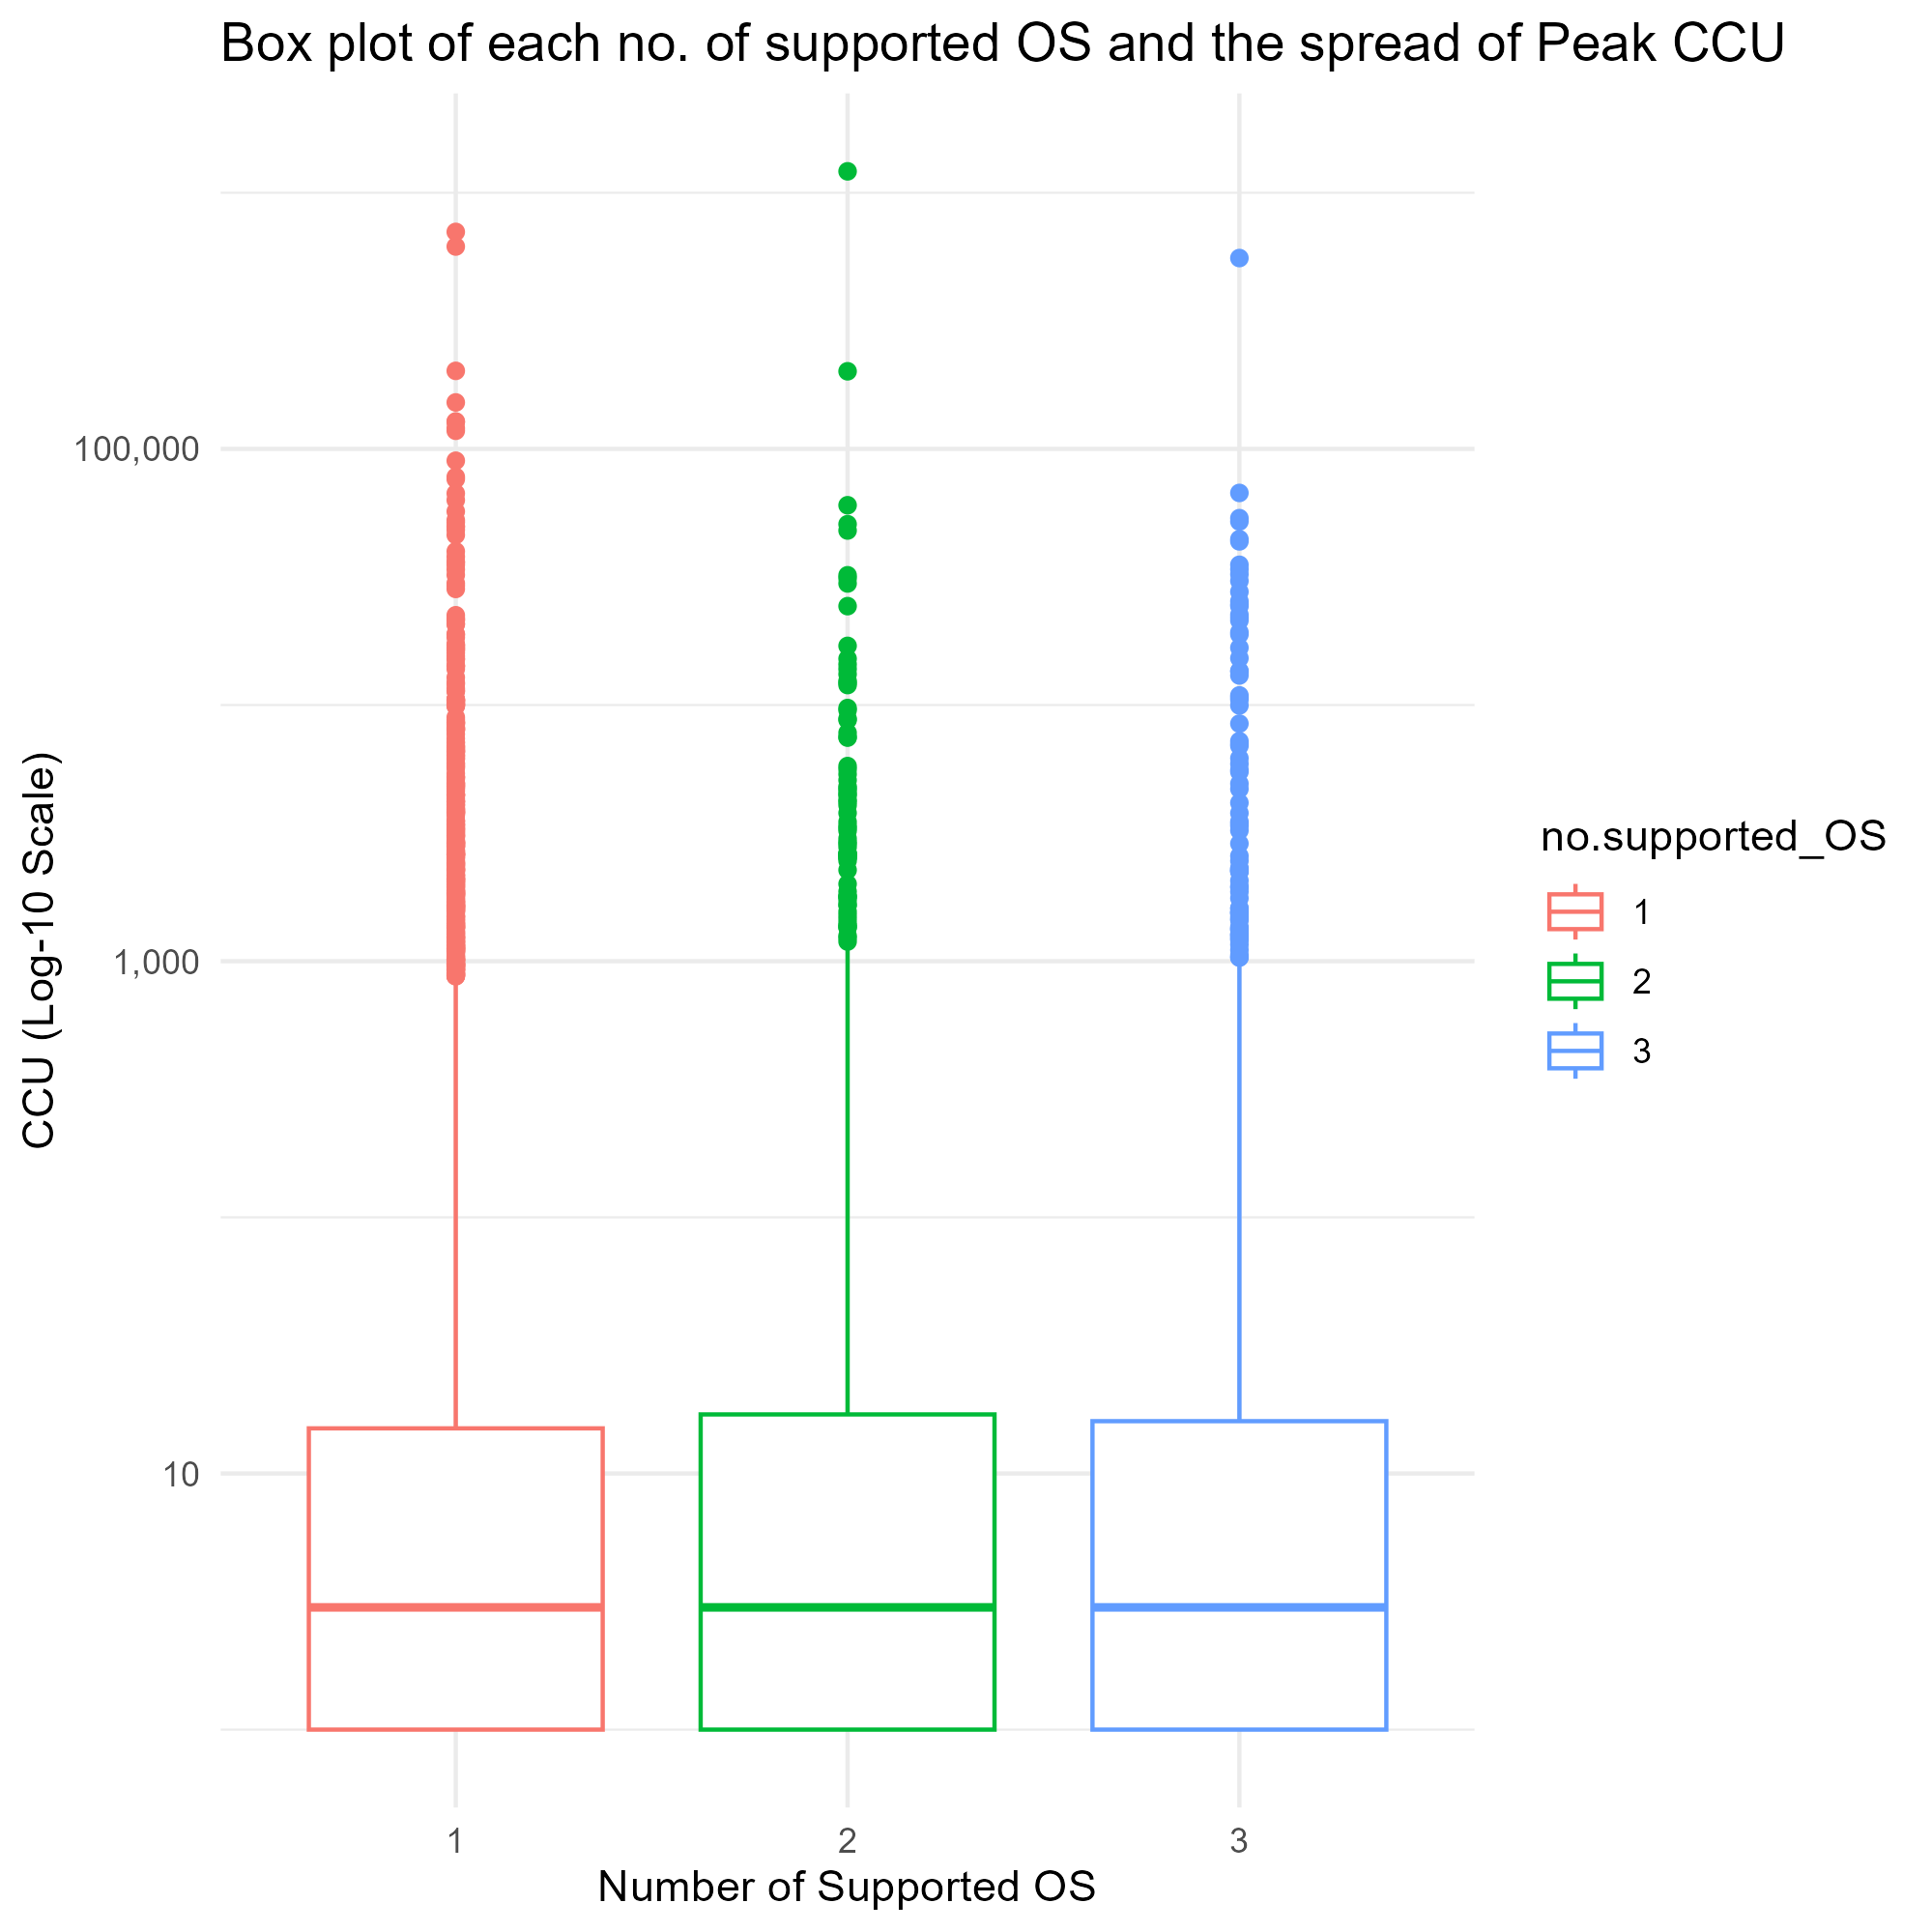 Box plot of each no. of supported OS and the spread of Peak CCU
CCU (Log-10 Scale)
100,000
1,000
10
1
2
3
Number of Supported OS
no.supported_OS
1
2
3